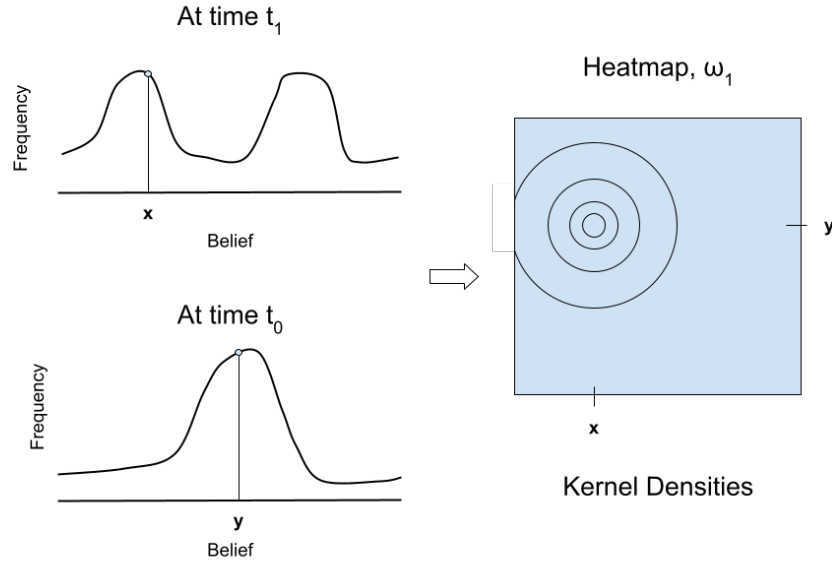 At time t₁
Frequency
x
Belief
At time t₀
Frequency
y
Belief
Heatmap, ω₁
y
x
Kernel Densities